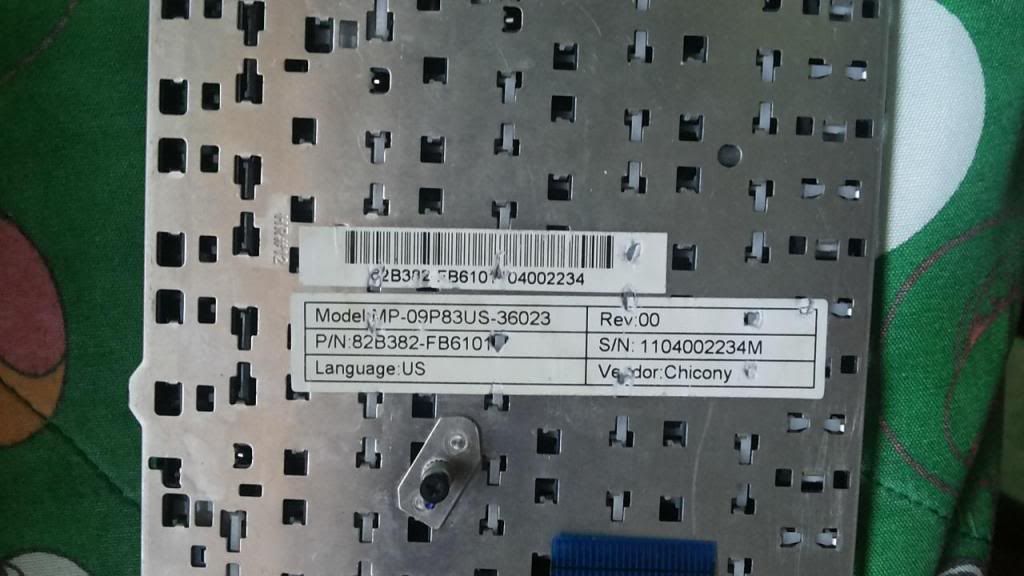 82B382-FB6101 04002234
Model:MP-09P83US-36023
Rev:00
P/N:82B382-FB6101
S/N: 1104002234M
Language:US
Vendor:Chicony